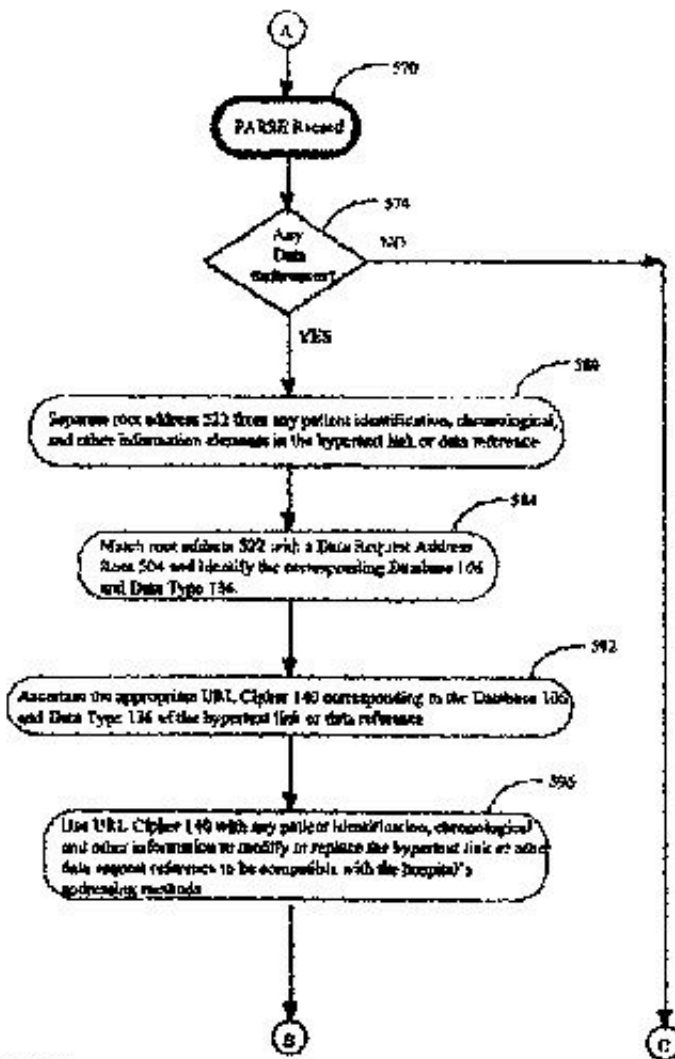 A
570
PARSE Record
574
Any
Data
References?
NO
YES
580
Separate root address 522 from any patient identification, chronological,
and other information elements in the hypertext link or data reference
584
Match root address 522 with a Data Request Address
from 504 and identify the corresponding Database 106
and Data Type 136.
592
Ascertain the appropriate URL Cipher 140 corresponding to the Database 106
and Data Type 136 of the hypertext link or data reference
596
Use URL Cipher 140 with any patient identification, chronological
and other information to modify or replace the hypertext link or other
data request reference to be compatible with the hospital's
addressing methods
B
C